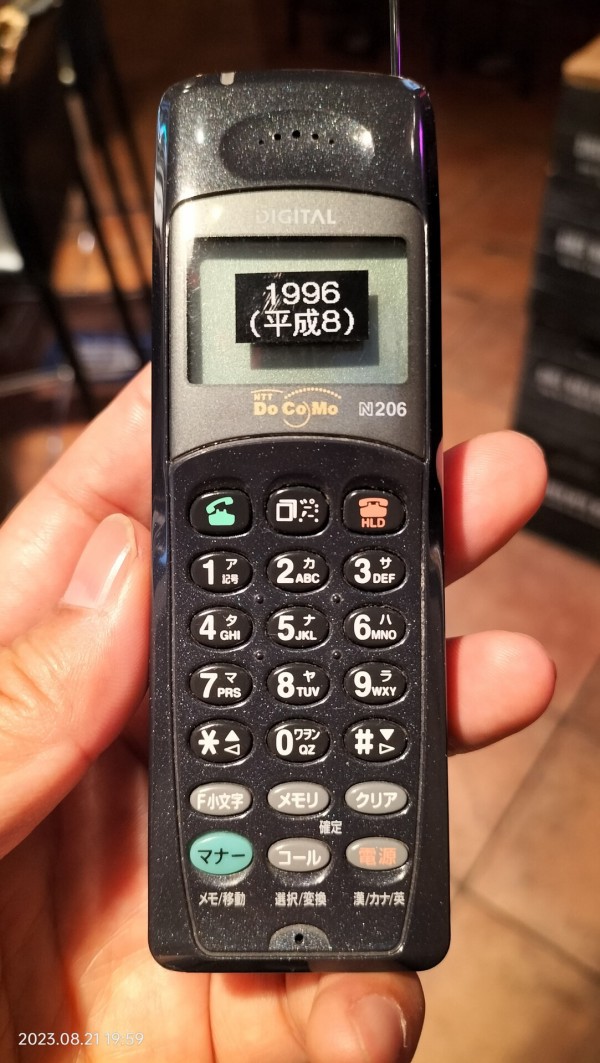 DIGITAL
1996
(平成8)
NTT
DoCoMo N206
HLD
1 ア 記号 2 カ ABC 3 サ DEF
4 タ GHI 5 ナ JKL 6 ハ MNO
7 マ PRS 8 ヤ TUV 9 ラ WXY
* 0 ワヲン QZ #
F小文字 メモリ クリア
確定
マナー コール 電源
メモ/移動 選択/変換 漢/カナ/英
2023.08.21 19:59